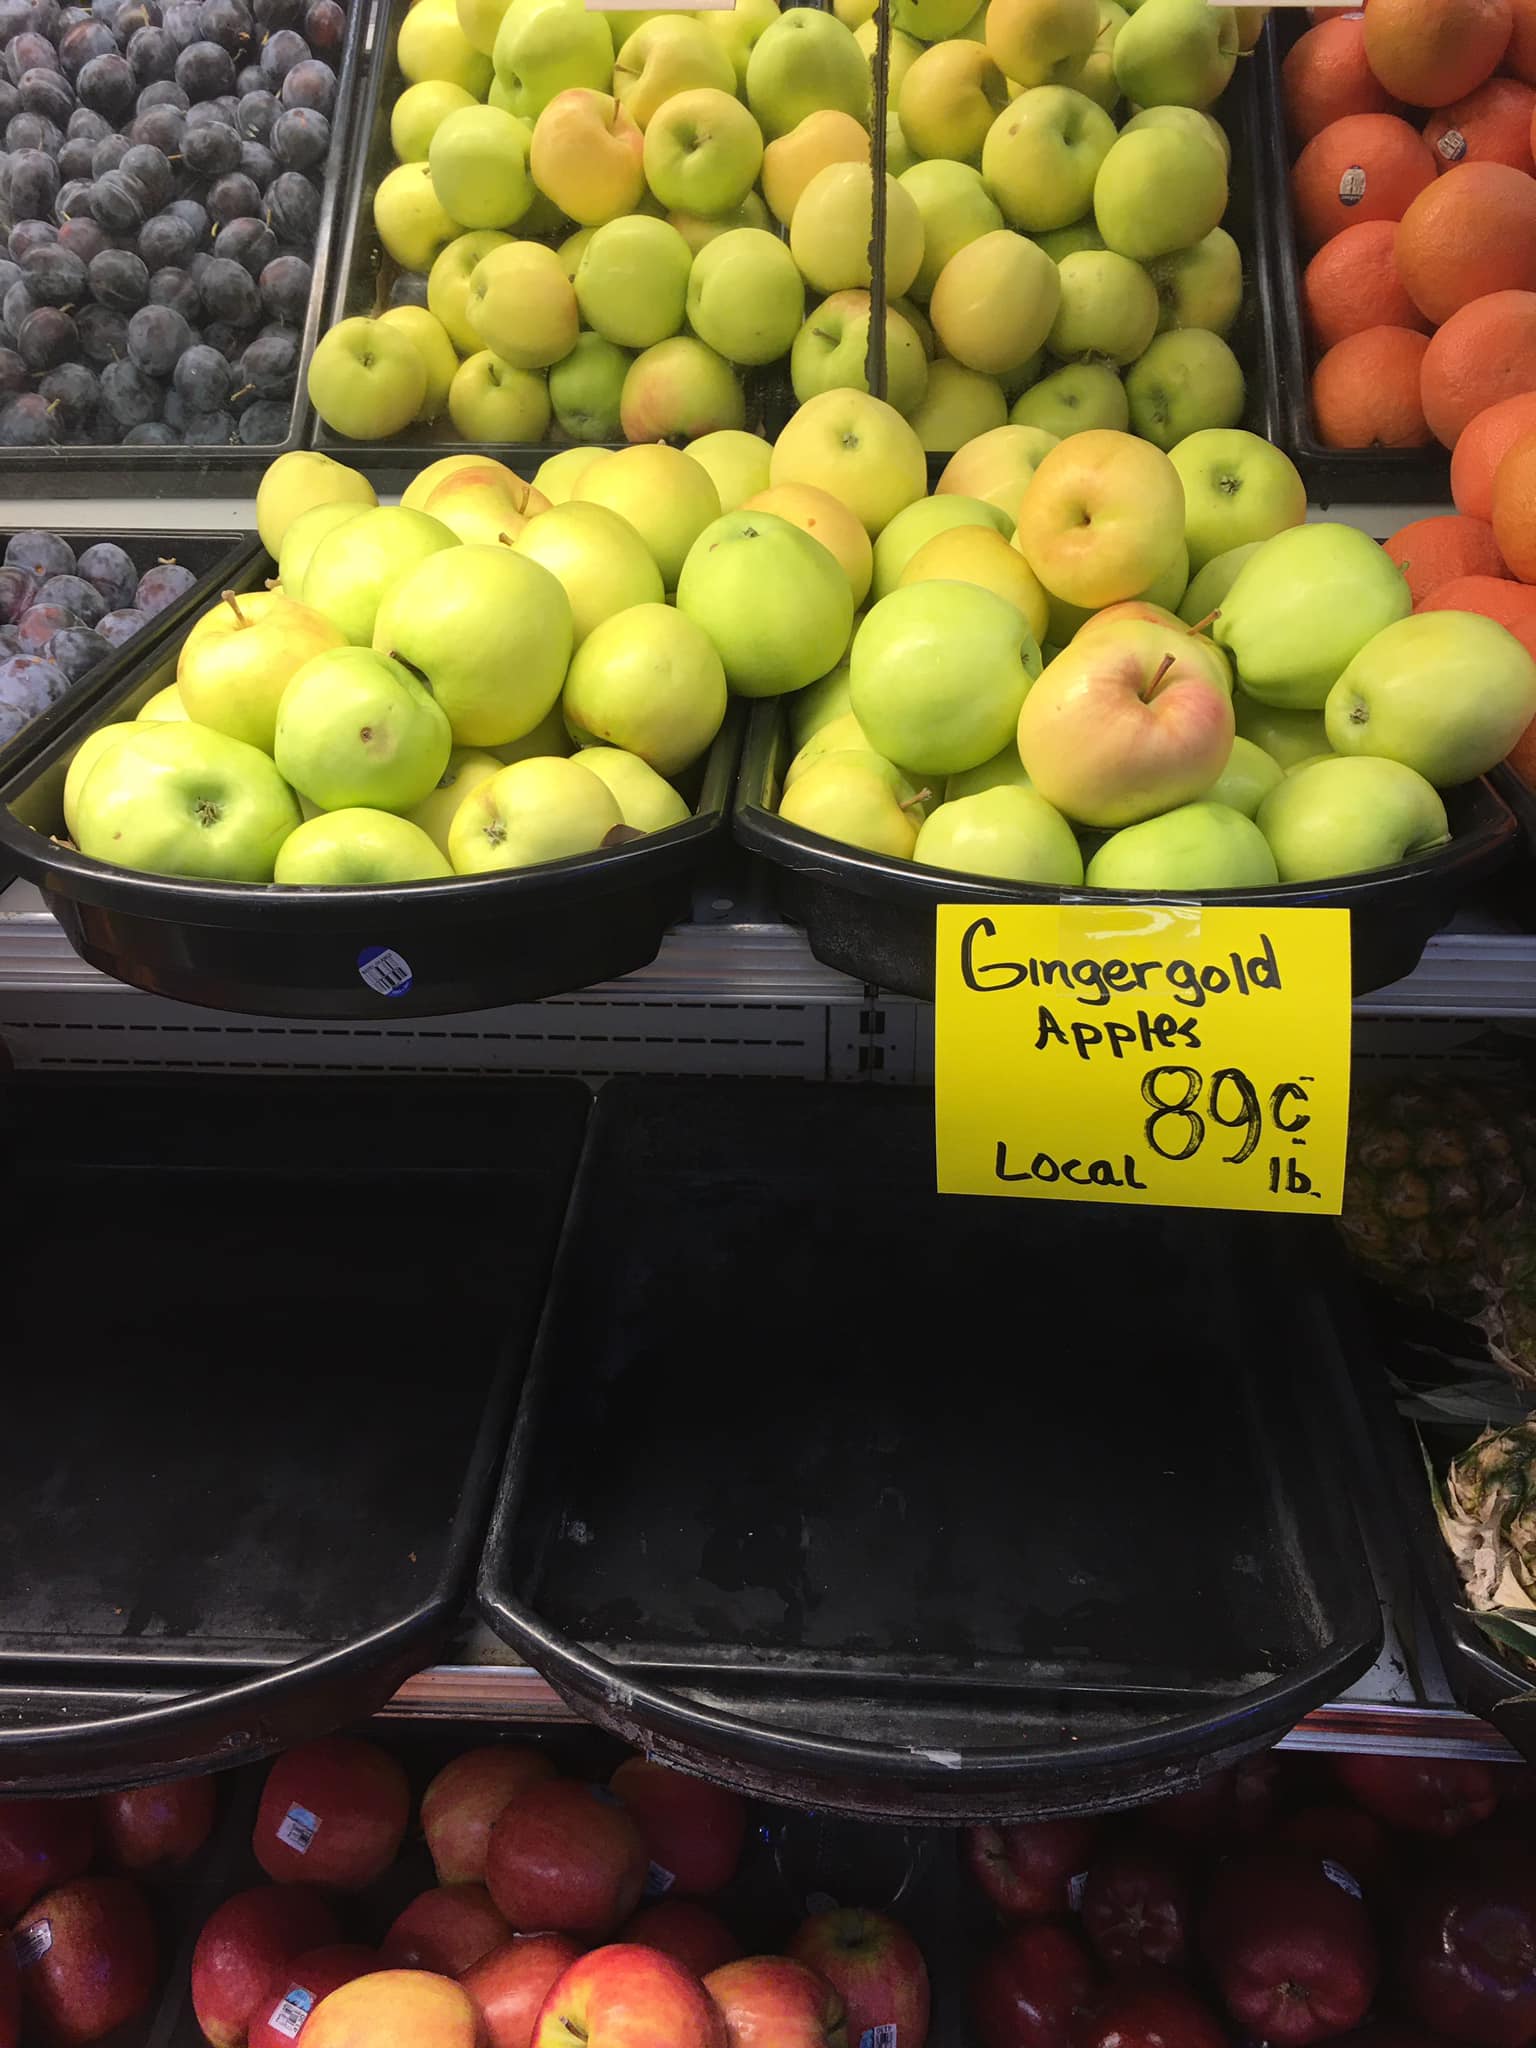 Gingergold
Apples
89¢
Local lb.